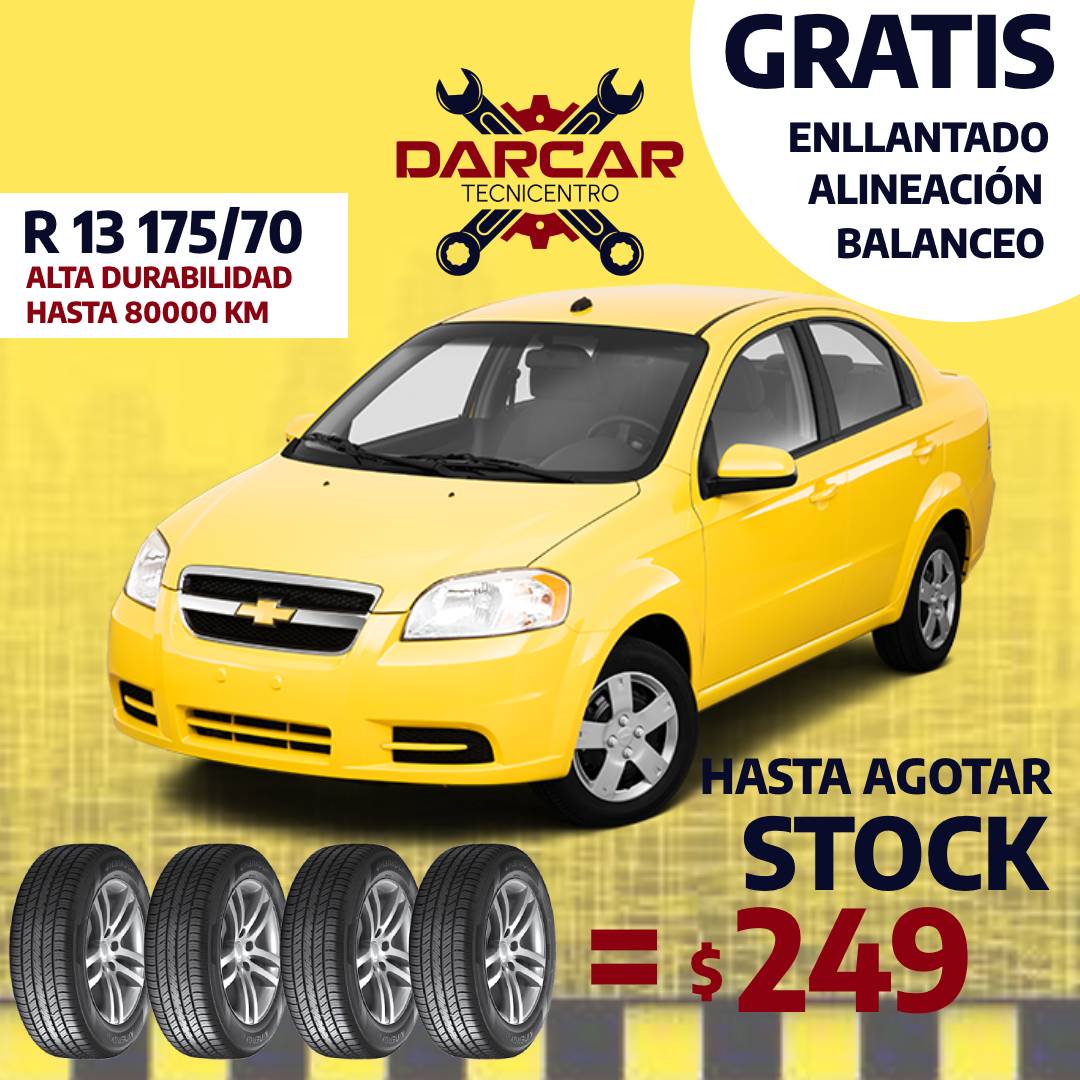 GRATIS
ENLLANTADO
ALINEACIÓN
BALANCEO
DARCAR
TECNICENTRO
R 13 175/70
ALTA DURABILIDAD
HASTA 80000 KM
HASTA AGOTAR
STOCK
= $249